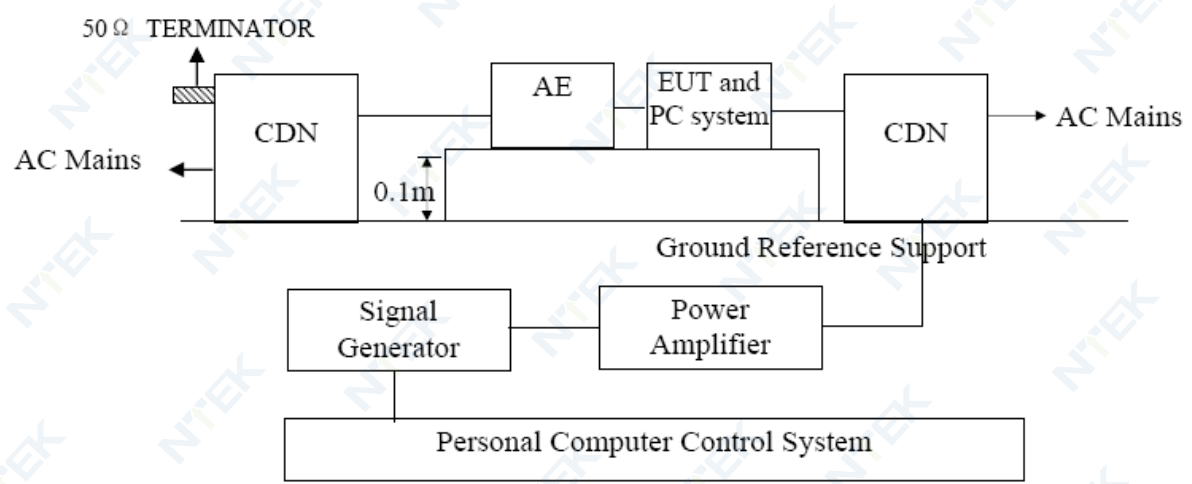 50 Ω TERMINATOR
AE
EUT and
PC system
CDN
CDN
AC Mains
AC Mains
0.1m
Ground Reference Support
Signal
Generator
Power
Amplifier
Personal Computer Control System
NTEK